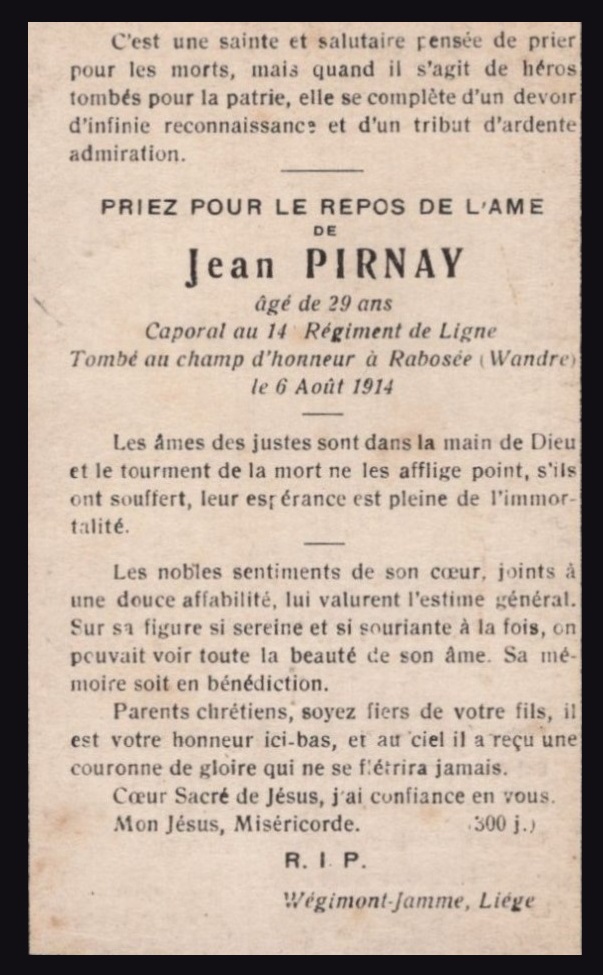 C'est une sainte et salutaire pensée de prier
pour les morts, mais quand il s'agit de héros
tombés pour la patrie, elle se complète d'un devoir
d'infinie reconnaissance et d'un tribut d'ardente
admiration.
PRIEZ POUR LE REPOS DE L'AME
DE
Jean PIRNAY
âgé de 29 ans
Caporal au 14 Régiment de Ligne
Tombé au champ d'honneur à Rabosée (Wandre)
le 6 Août 1914
Les âmes des justes sont dans la main de Dieu
et le tourment de la mort ne les afflige point, s'ils
ont souffert, leur espérance est pleine de l'immor-
talité.
Les nobles sentiments de son cœur, joints à
une douce affabilité, lui valurent l'estime général.
Sur sa figure si sereine et si souriante à la fois, on
pouvait voir toute la beauté de son âme. Sa mé-
moire soit en bénédiction.
Parents chrétiens, soyez fiers de votre fils, il
est votre honneur ici-bas, et au ciel il a reçu une
couronne de gloire qui ne se flétrira jamais.
Cœur Sacré de Jésus, j'ai confiance en vous.
Mon Jésus, Miséricorde. (300 j.)
R. I. P.
Wégimont-Jamme, Liége